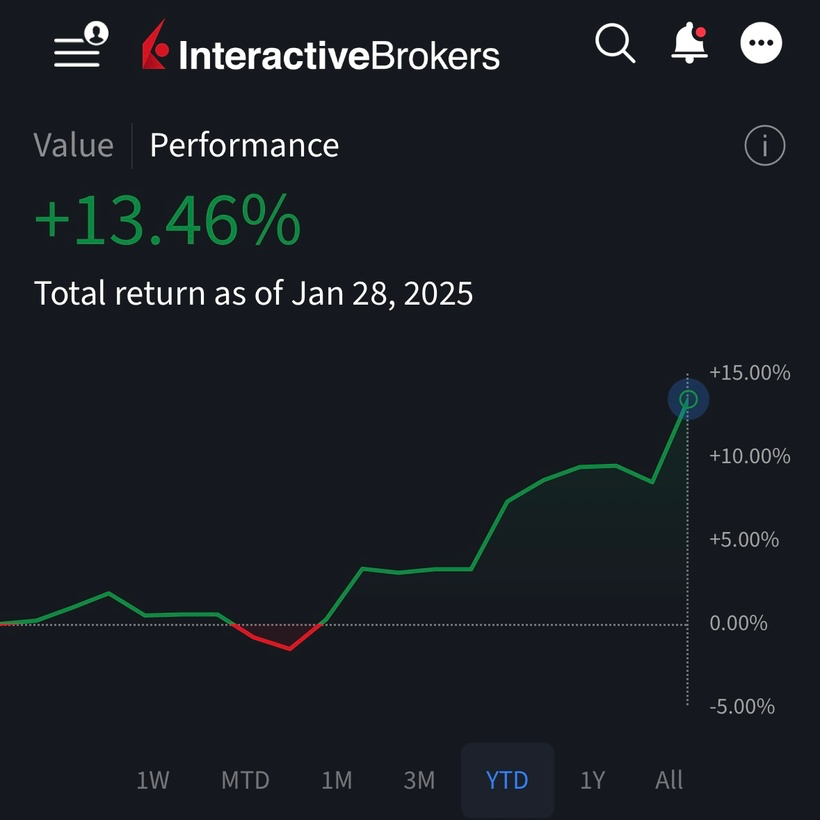 InteractiveBrokers
Value Performance
+13.46%
Total return as of Jan 28, 2025
+15.00%
+10.00%
+5.00%
0.00%
-5.00%
1W MTD 1M 3M YTD 1Y All